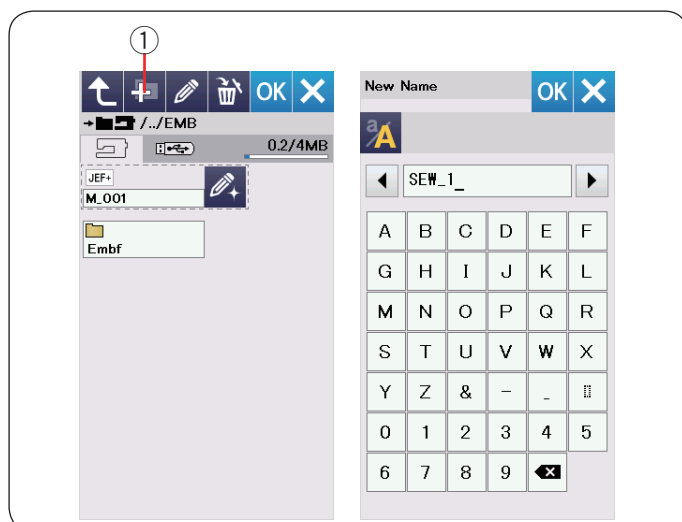 1
OK
/../EMB
0.2/4MB
JEF+
M_001
Embf
New Name
OK
a/A
SEW_1_
A B C D E F
G H I J K L
M N O P Q R
S T U V W X
Y Z & – _
0 1 2 3 4 5
6 7 8 9